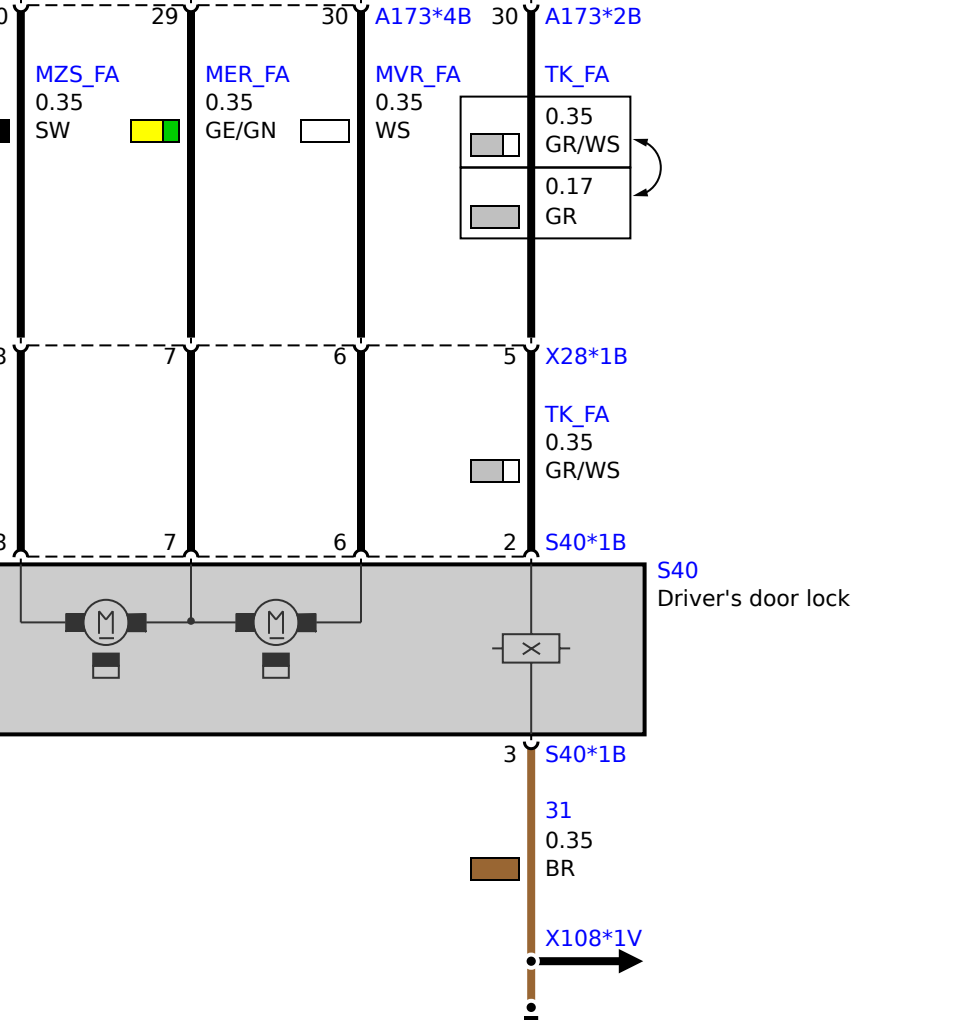 0 29 30 A173*4B 30 A173*2B
MZS_FA MER_FA MVR_FA TK_FA
0.35 0.35 0.35 0.35
SW GE/GN WS GR/WS
0.17
GR
7 6 5 X28*1B
TK_FA
0.35
GR/WS
7 6 2 S40*1B
S40
Driver's door lock
M M
3 S40*1B
31
0.35
BR
X108*1V